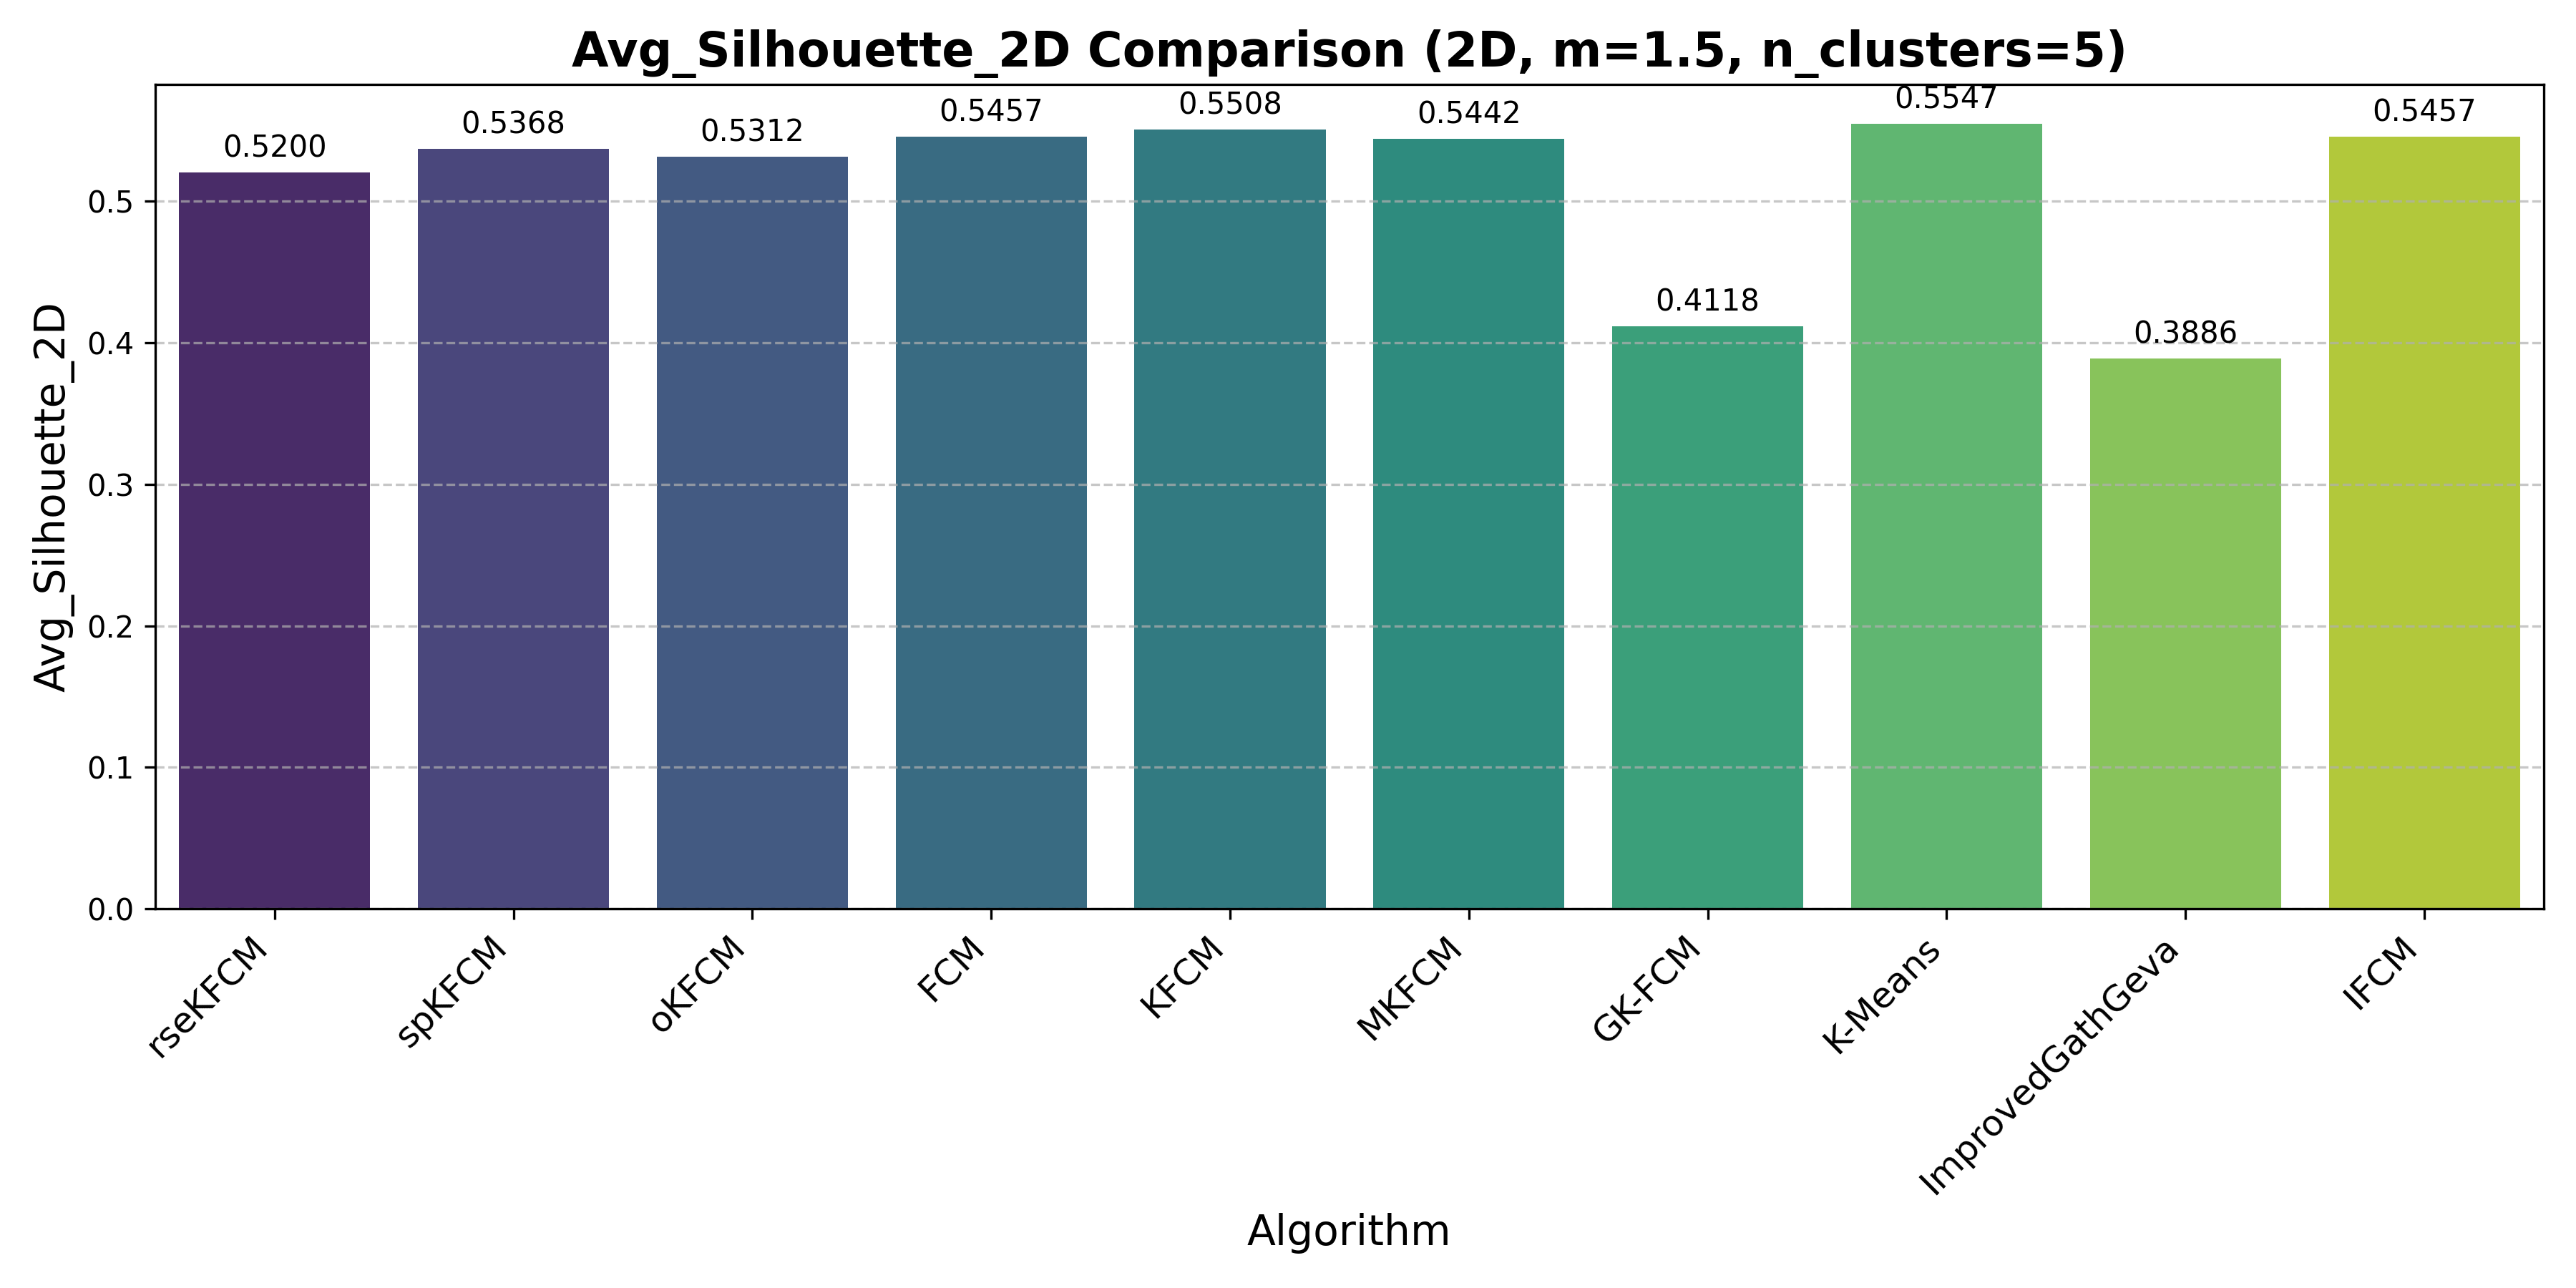 Avg_Silhouette_2D Comparison (2D, m=1.5, n_clusters=5)
Avg_Silhouette_2D
0.5
0.4
0.3
0.2
0.1
0.0
0.5200
0.5368
0.5312
0.5457
0.5508
0.5442
0.4118
0.5547
0.3886
0.5457
rseKFCM
spKFCM
oKFCM
FCM
KFCM
MKFCM
GK-FCM
K-Means
ImprovedGathGeva
IFCM
Algorithm